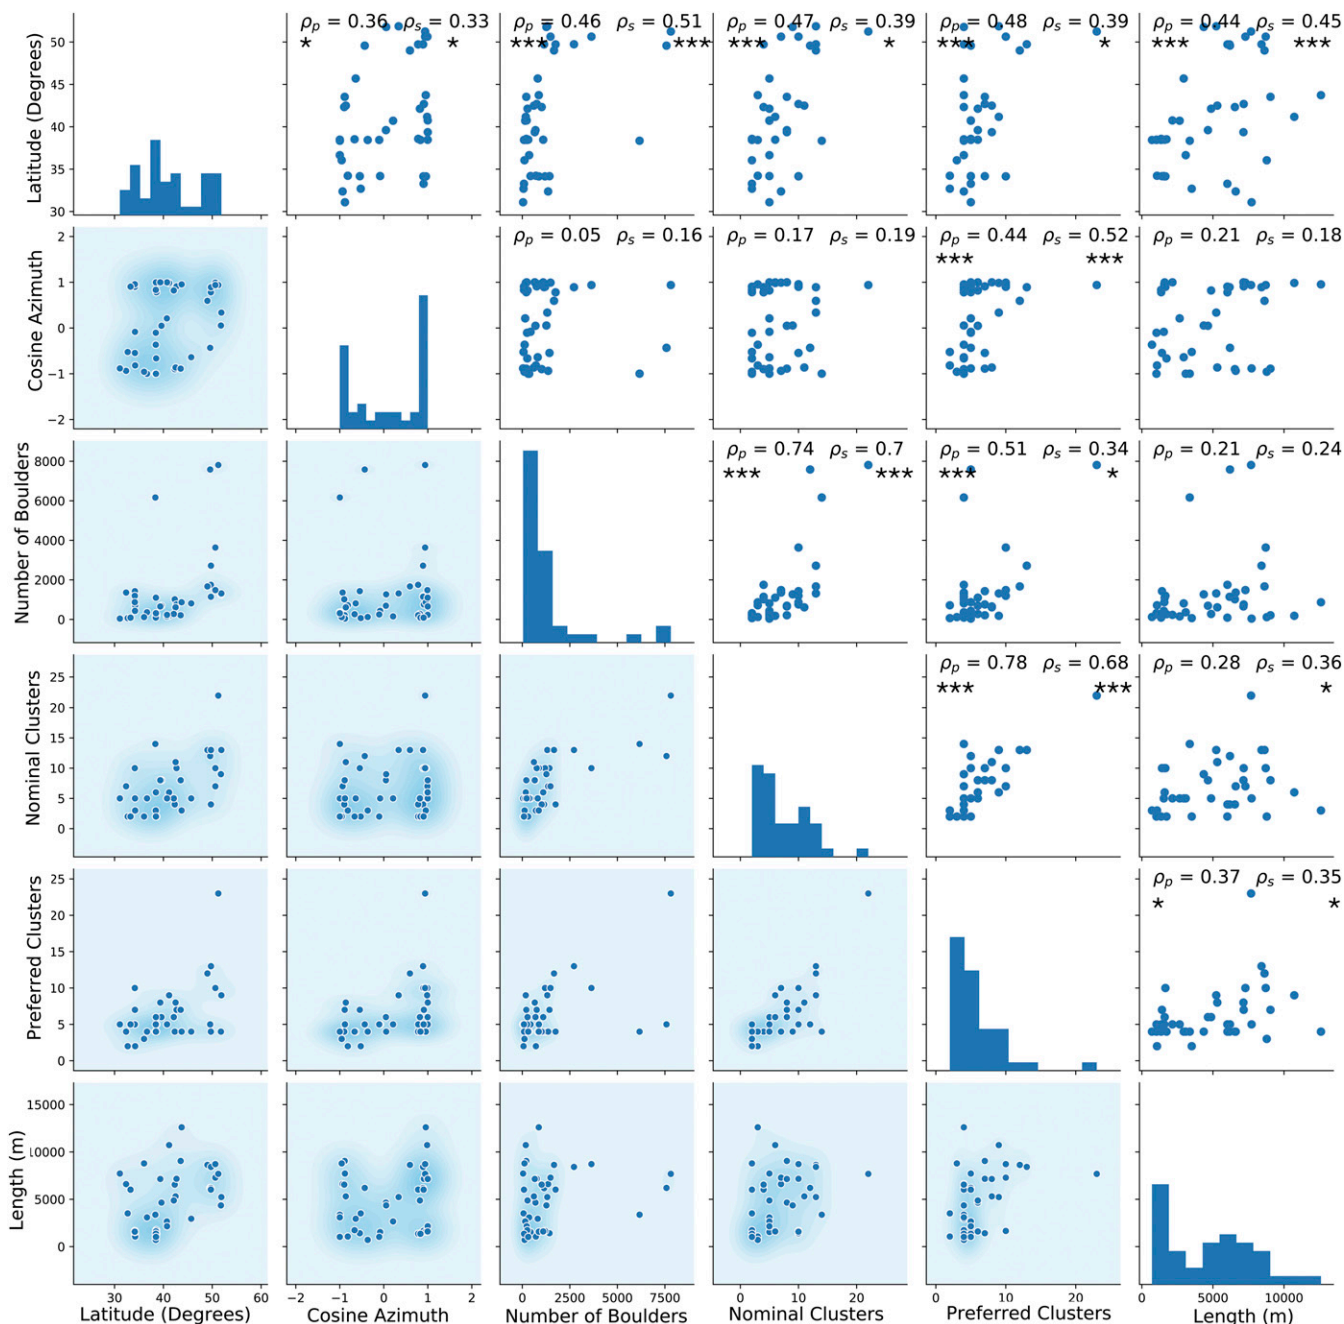 ρp = 0.36 ρs = 0.33
* *
ρp = 0.46 ρs = 0.51
*** ***
ρp = 0.47 ρs = 0.39
*** *
ρp = 0.48 ρs = 0.39
*** *
ρp = 0.44 ρs = 0.45
*** ***
Latitude (Degrees)
50
45
40
35
30
ρp = 0.05 ρs = 0.16
ρp = 0.17 ρs = 0.19
ρp = 0.44 ρs = 0.52
*** ***
ρp = 0.21 ρs = 0.18
Cosine Azimuth
2
1
0
−1
−2
ρp = 0.74 ρs = 0.7
*** ***
ρp = 0.51 ρs = 0.34
*** *
ρp = 0.21 ρs = 0.24
Number of Boulders
8000
6000
4000
2000
0
ρp = 0.78 ρs = 0.68
*** ***
ρp = 0.28 ρs = 0.36
*
Nominal Clusters
25
20
15
10
5
0
ρp = 0.37 ρs = 0.35
* *
Preferred Clusters
25
20
15
10
5
0
Length (m)
15000
10000
5000
0
30 40 50 60
Latitude (Degrees)
−2 −1 0 1 2
Cosine Azimuth
0 2500 5000 7500
Number of Boulders
0 10 20
Nominal Clusters
0 10 20
Preferred Clusters
0 5000 10000
Length (m)